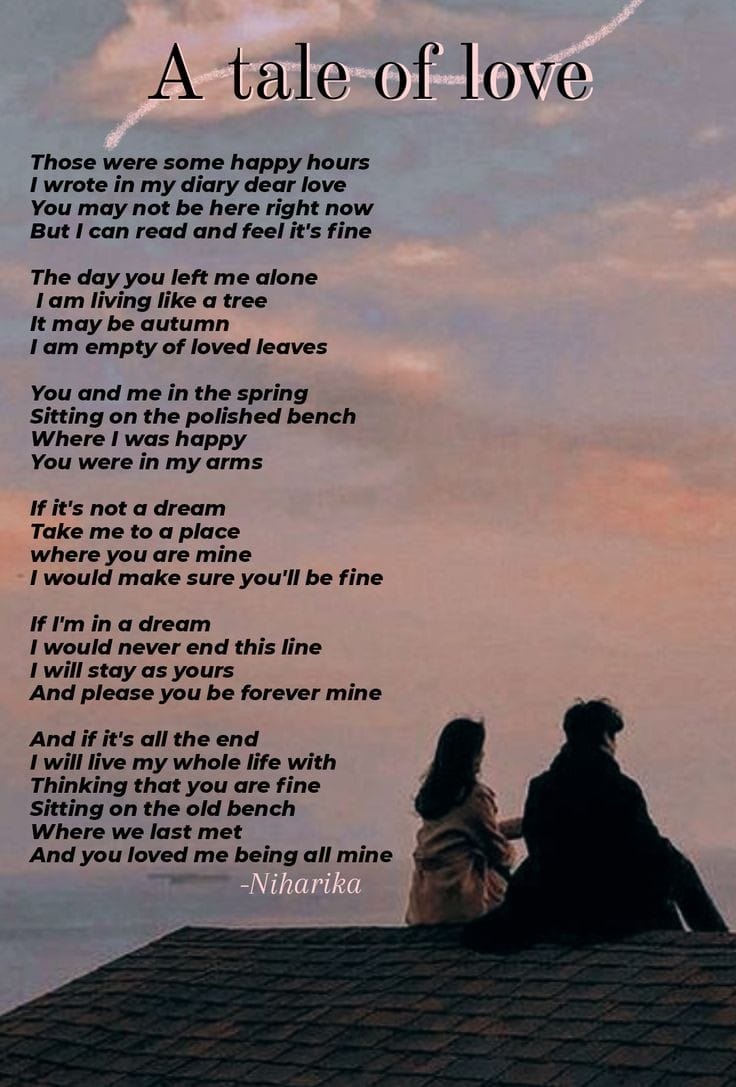 A tale of love
Those were some happy hours
I wrote in my diary dear love
You may not be here right now
But I can read and feel it's fine
The day you left me alone
I am living like a tree
It may be autumn
I am empty of loved leaves
You and me in the spring
Sitting on the polished bench
Where I was happy
You were in my arms
If it's not a dream
Take me to a place
where you are mine
I would make sure you'll be fine
If I'm in a dream
I would never end this line
I will stay as yours
And please you be forever mine
And if it's all the end
I will live my whole life with
Thinking that you are fine
Sitting on the old bench
Where we last met
And you loved me being all mine
-Niharika